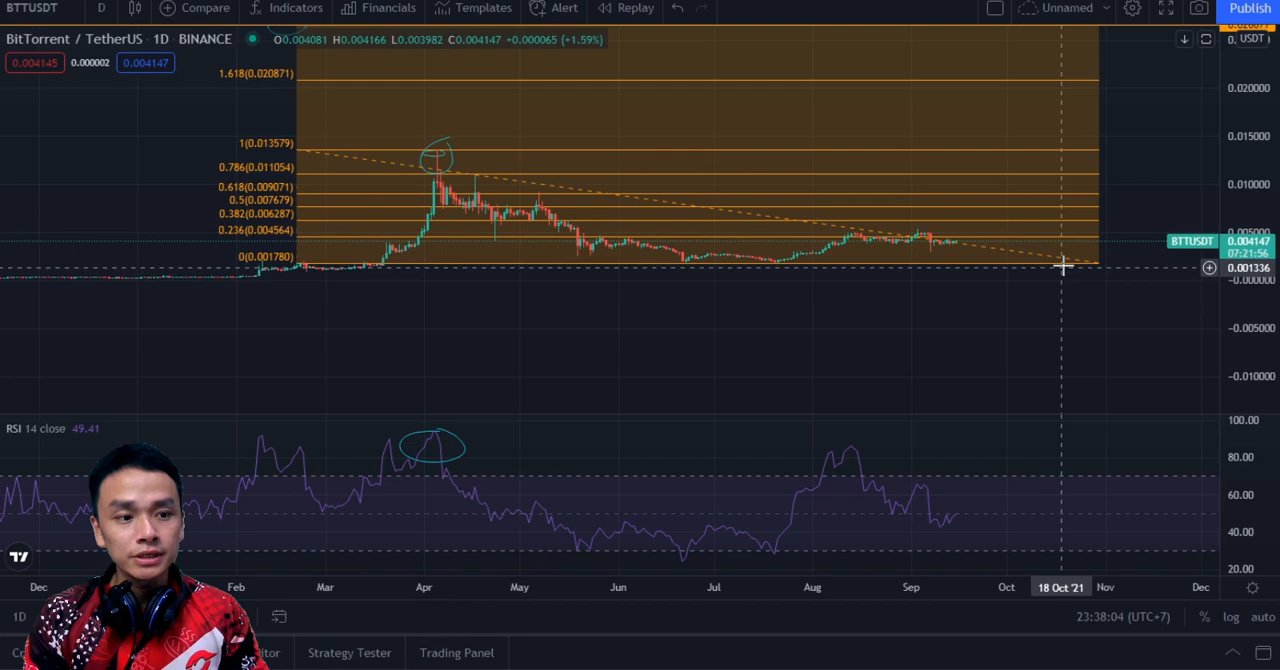 BTTUSDT D Compare Indicators Financials Templates Alert Replay Unnamed Publish
BitTorrent / TetherUS · 1D · BINANCE O0.004081 H0.004166 L0.003982 C0.004147 +0.000065 (+1.59%) USDT
0.004145 0.000002 0.004147
1.618(0.020871)
0.020000
1(0.013579)
0.015000
0.786(0.011054)
0.618(0.009071)
0.010000
0.5(0.007679)
0.382(0.006287)
0.236(0.004564)
0.005000
BTTUSDT 0.004147
07:21:56
0(0.001780)
0.001336
-0.000000
-0.005000
-0.010000
RSI 14 close 49.41
100.00
80.00
60.00
40.00
20.00
Dec Feb Mar Apr May Jun Jul Aug Sep Oct 18 Oct '21 Nov Dec
1D 23:38:04 (UTC+7) % log auto
Strategy Tester Trading Panel